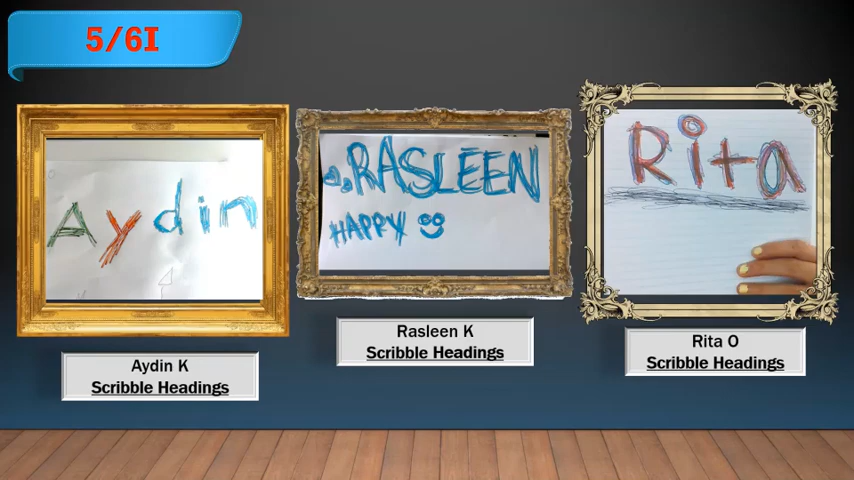 5/6I
Aydin
Aydin K
Scribble Headings
RASLEEN
HAPPY
Rasleen K
Scribble Headings
Rita
Rita O
Scribble Headings